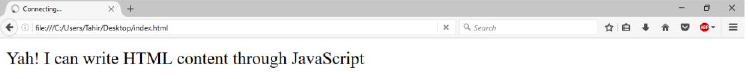 Connecting...
file:///C:/Users/Tahir/Desktop/index.html
Search
Yah! I can write HTML content through JavaScript